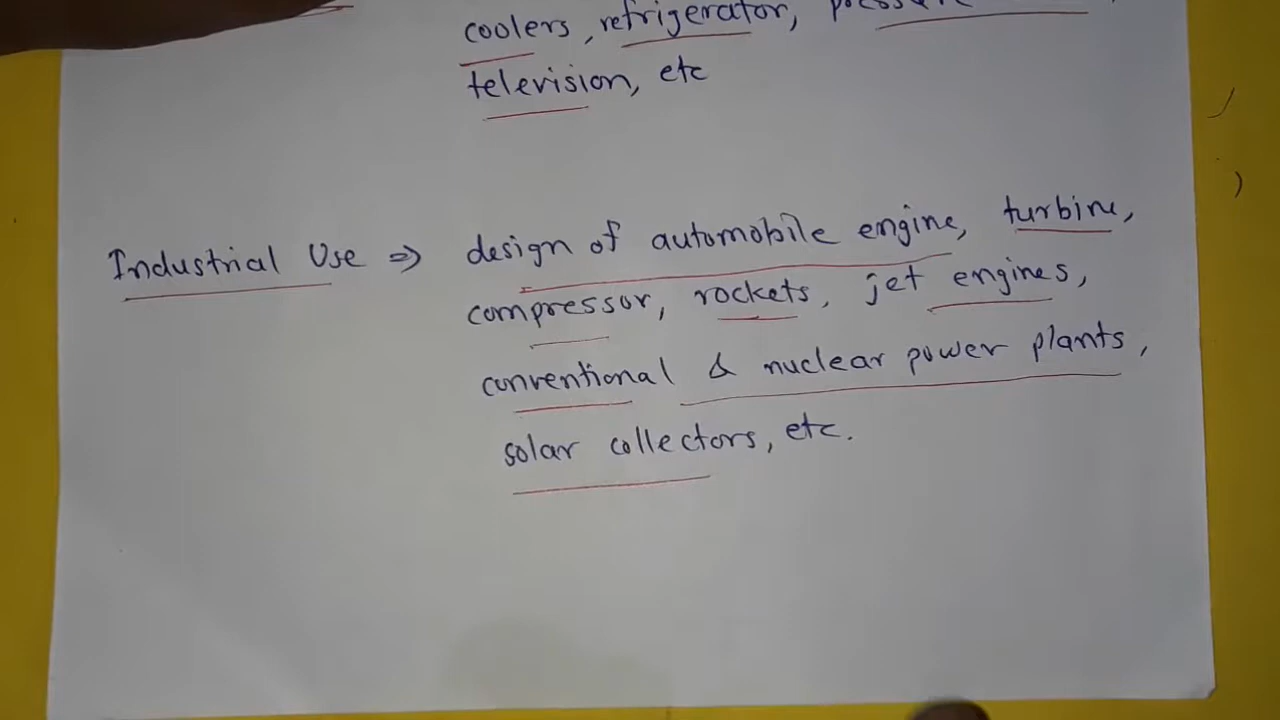 coolers, refrigerator, pressure
television, etc
Industrial Use ⇒ design of automobile engine, turbine,
compressor, rockets, jet engines,
conventional & nuclear power plants,
solar collectors, etc.